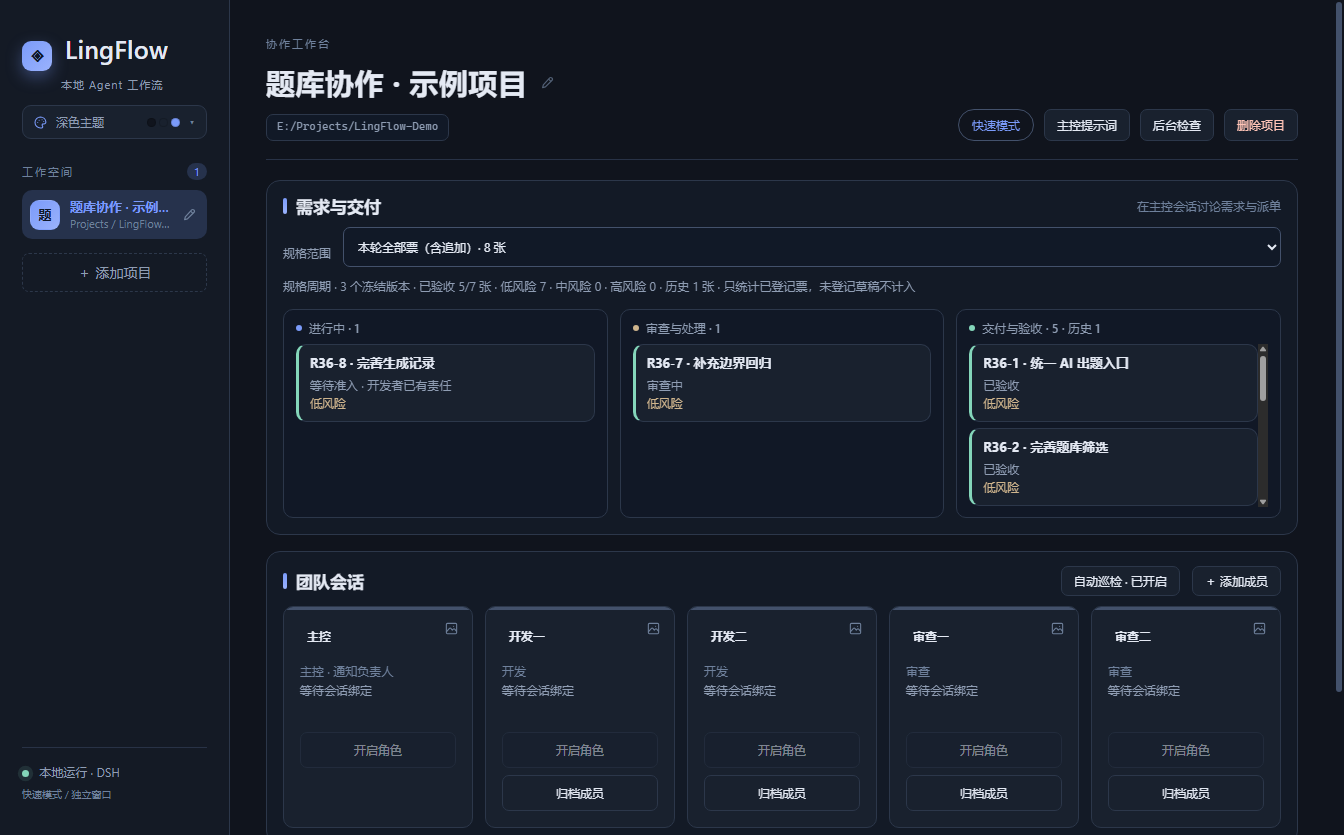 LingFlow
本地 Agent 工作流
深色主题
工作空间
1
题
题库协作 · 示例...
Projects / LingFlow...
+ 添加项目
本地运行 · DSH
快速模式 / 独立窗口
协作工作台
题库协作 · 示例项目
E:/Projects/LingFlow-Demo
快速模式
主控提示词
后台检查
删除项目
需求与交付
在主控会话讨论需求与派单
规格范围
本轮全部票（含追加）· 8 张
规格周期 · 3 个冻结版本 · 已验收 5/7 张 · 低风险 7 · 中风险 0 · 高风险 0 · 历史 1 张 · 只统计已登记票，未登记草稿不计入
进行中 · 1
R36-8 · 完善生成记录
等待准入 · 开发者已有责任
低风险
审查与处理 · 1
R36-7 · 补充边界回归
审查中
低风险
交付与验收 · 5 · 历史 1
R36-1 · 统一 AI 出题入口
已验收
低风险
R36-2 · 完善题库筛选
已验收
低风险
团队会话
自动巡检 · 已开启
+ 添加成员
主控
主控 · 通知负责人
等待会话绑定
开启角色
开发一
开发
等待会话绑定
开启角色
归档成员
开发二
开发
等待会话绑定
开启角色
归档成员
审查一
审查
等待会话绑定
开启角色
归档成员
审查二
审查
等待会话绑定
开启角色
归档成员